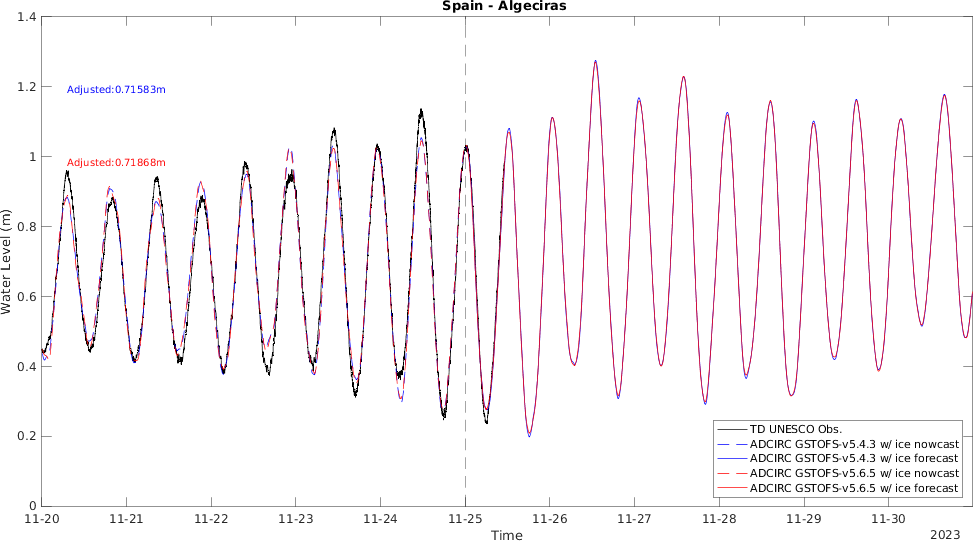 Spain - Algeciras
1.4
1.2
1
0.8
0.6
0.4
0.2
0
Water Level (m)
Adjusted:0.71583m
Adjusted:0.71868m
TD UNESCO Obs.
ADCIRC GSTOFS-v5.4.3 w/ ice nowcast
ADCIRC GSTOFS-v5.4.3 w/ ice forecast
ADCIRC GSTOFS-v5.6.5 w/ ice nowcast
ADCIRC GSTOFS-v5.6.5 w/ ice forecast
11-20 11-21 11-22 11-23 11-24 11-25 11-26 11-27 11-28 11-29 11-30
Time
2023